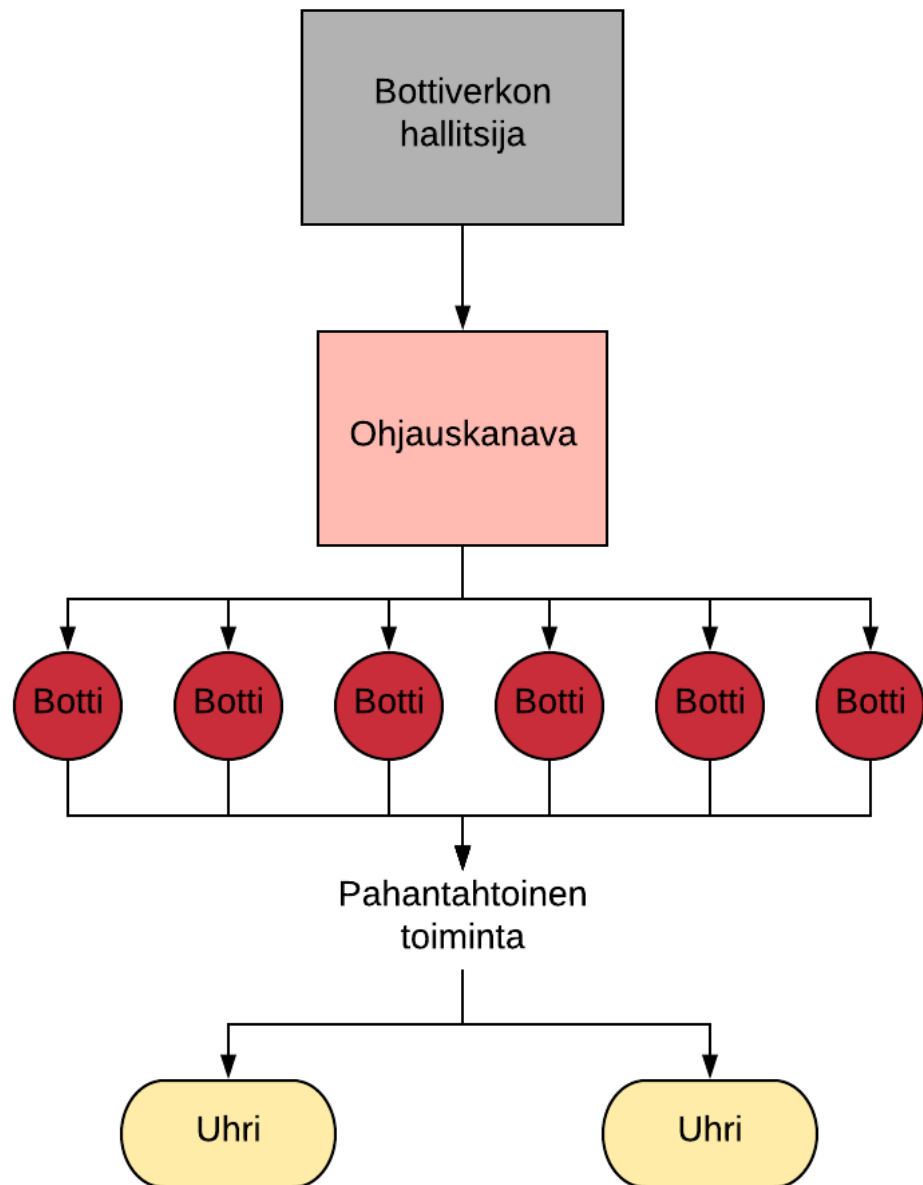 Bottiverkon
hallitsija
Ohjauskanava
Botti Botti Botti Botti Botti Botti
Pahantahtoinen
toiminta
Uhri Uhri